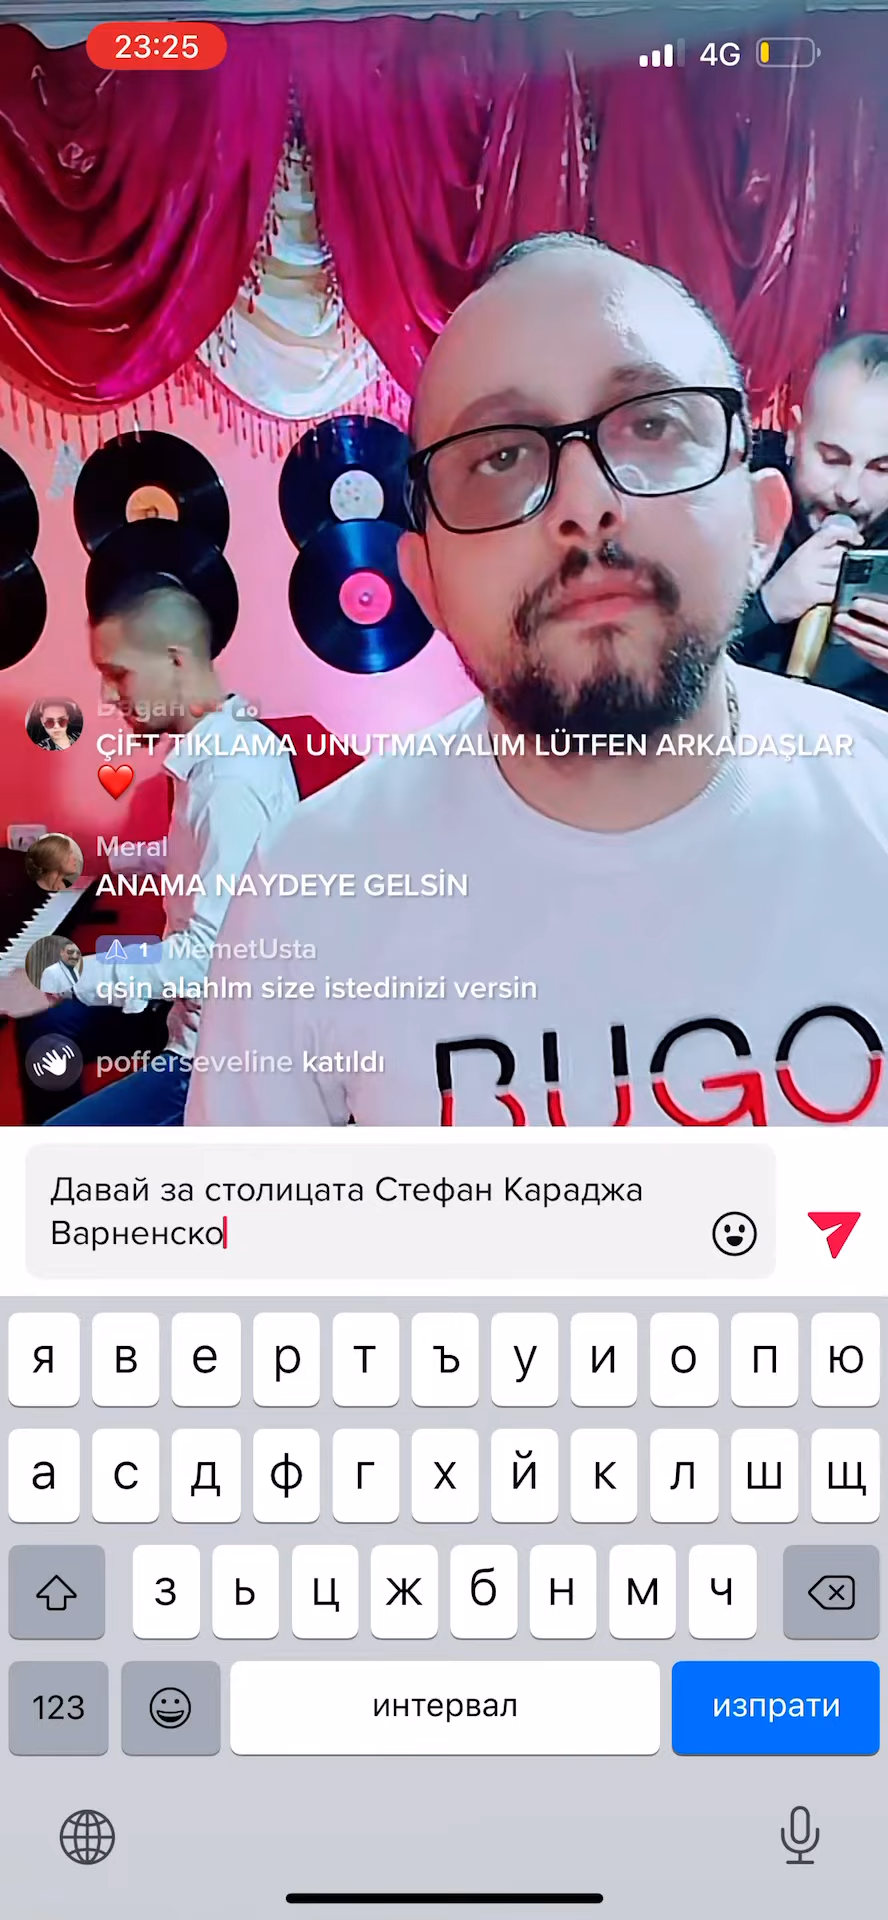 23:25
4G
ÇİFT TIKLAMA UNUTMAYALIM LÜTFEN ARKADAŞLAR
❤️
Meral
ANAMA NAYDEYE GELSİN
1 MemetUsta
qsin alahlm size istedinizi versin
pofferseveline katıldı
Давай за столицата Стефан Караджа
Варненско
я в е р т ъ у и о п ю
а с д ф г х й к л ш щ
з ь ц ж б н м ч
123 интервал изпрати